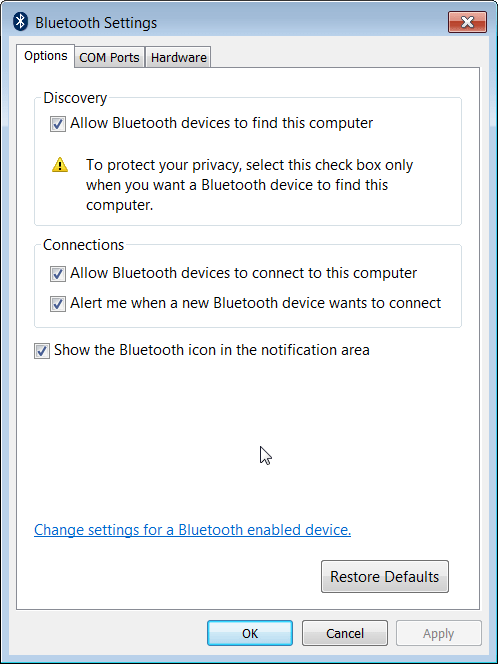 Bluetooth Settings
Options COM Ports Hardware
Discovery
Allow Bluetooth devices to find this computer
To protect your privacy, select this check box only
when you want a Bluetooth device to find this
computer.
Connections
Allow Bluetooth devices to connect to this computer
Alert me when a new Bluetooth device wants to connect
Show the Bluetooth icon in the notification area
Change settings for a Bluetooth enabled device.
Restore Defaults
OK Cancel Apply